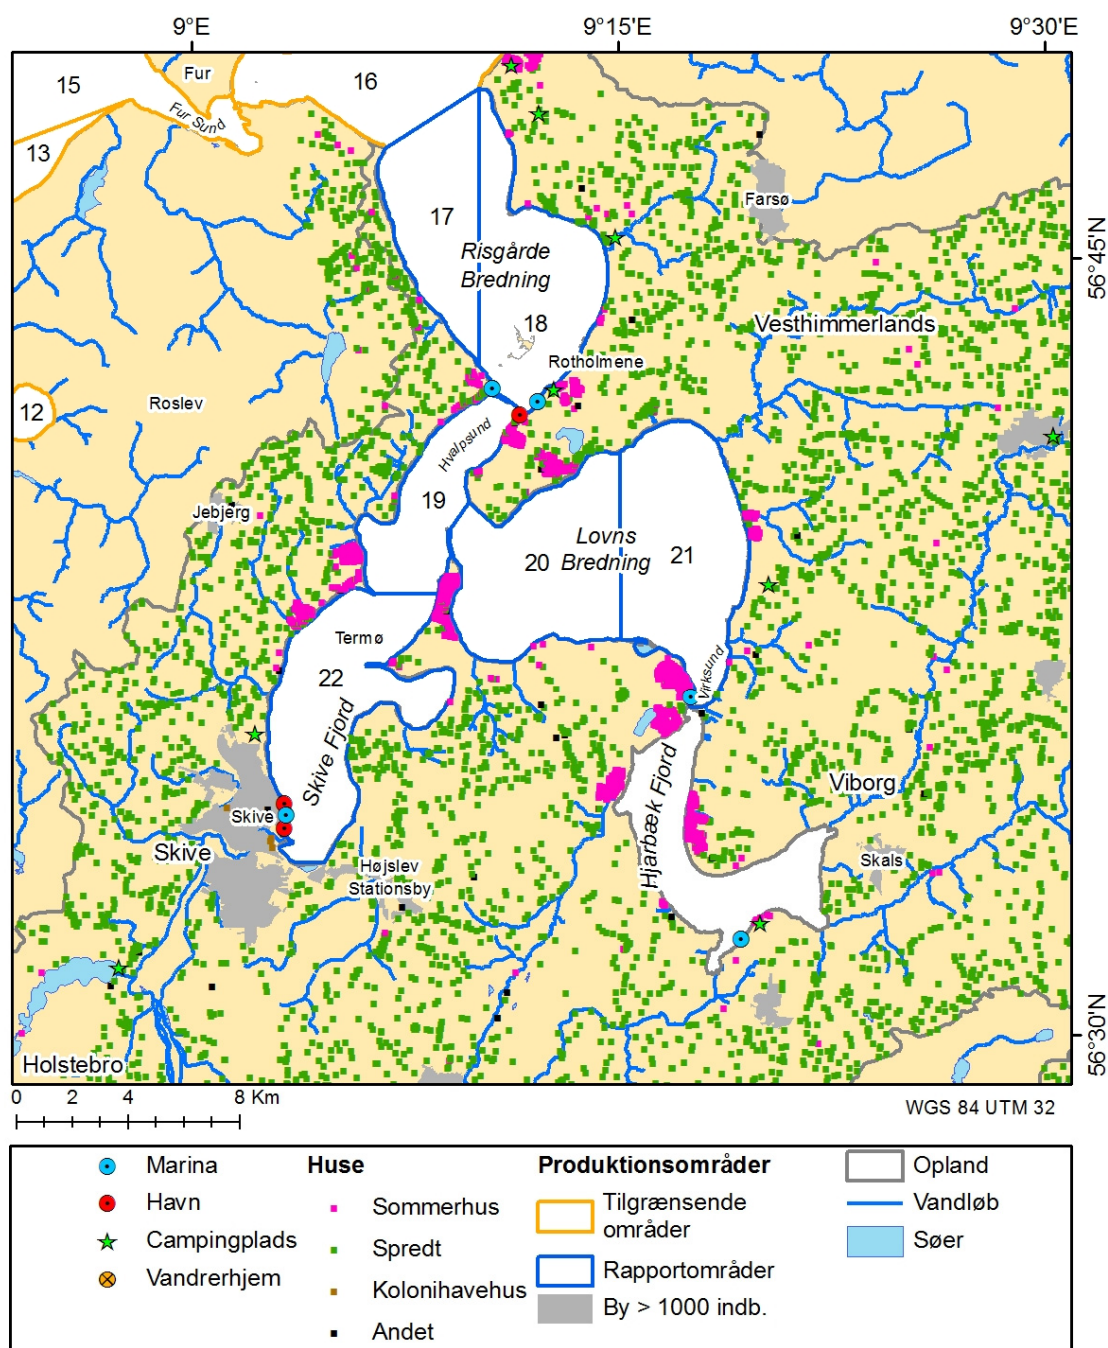 9°E
9°15'E
9°30'E
15
Fur
16
Fur Sund
13
17
Farsø
Risgårde
Bredning
56°45'N
18
Vesthimmerlands
Rotholmene
12
Roslev
Hvalpsund
19
Jebjerg
Lovns
20
Bredning
21
Termø
22
Virksund
Skive Fjord
Hjarbæk Fjord
Viborg
Skive
Skive
Højslev
Stationsby
Skals
56°30'N
Holstebro
0 2 4 8 Km
WGS 84 UTM 32
Marina
Havn
Campingplads
Vandrerhjem
Huse
Sommerhus
Spredt
Kolonihavehus
Andet
Produktionsområder
Tilgrænsende
områder
Rapportområder
By > 1000 indb.
Opland
Vandløb
Søer